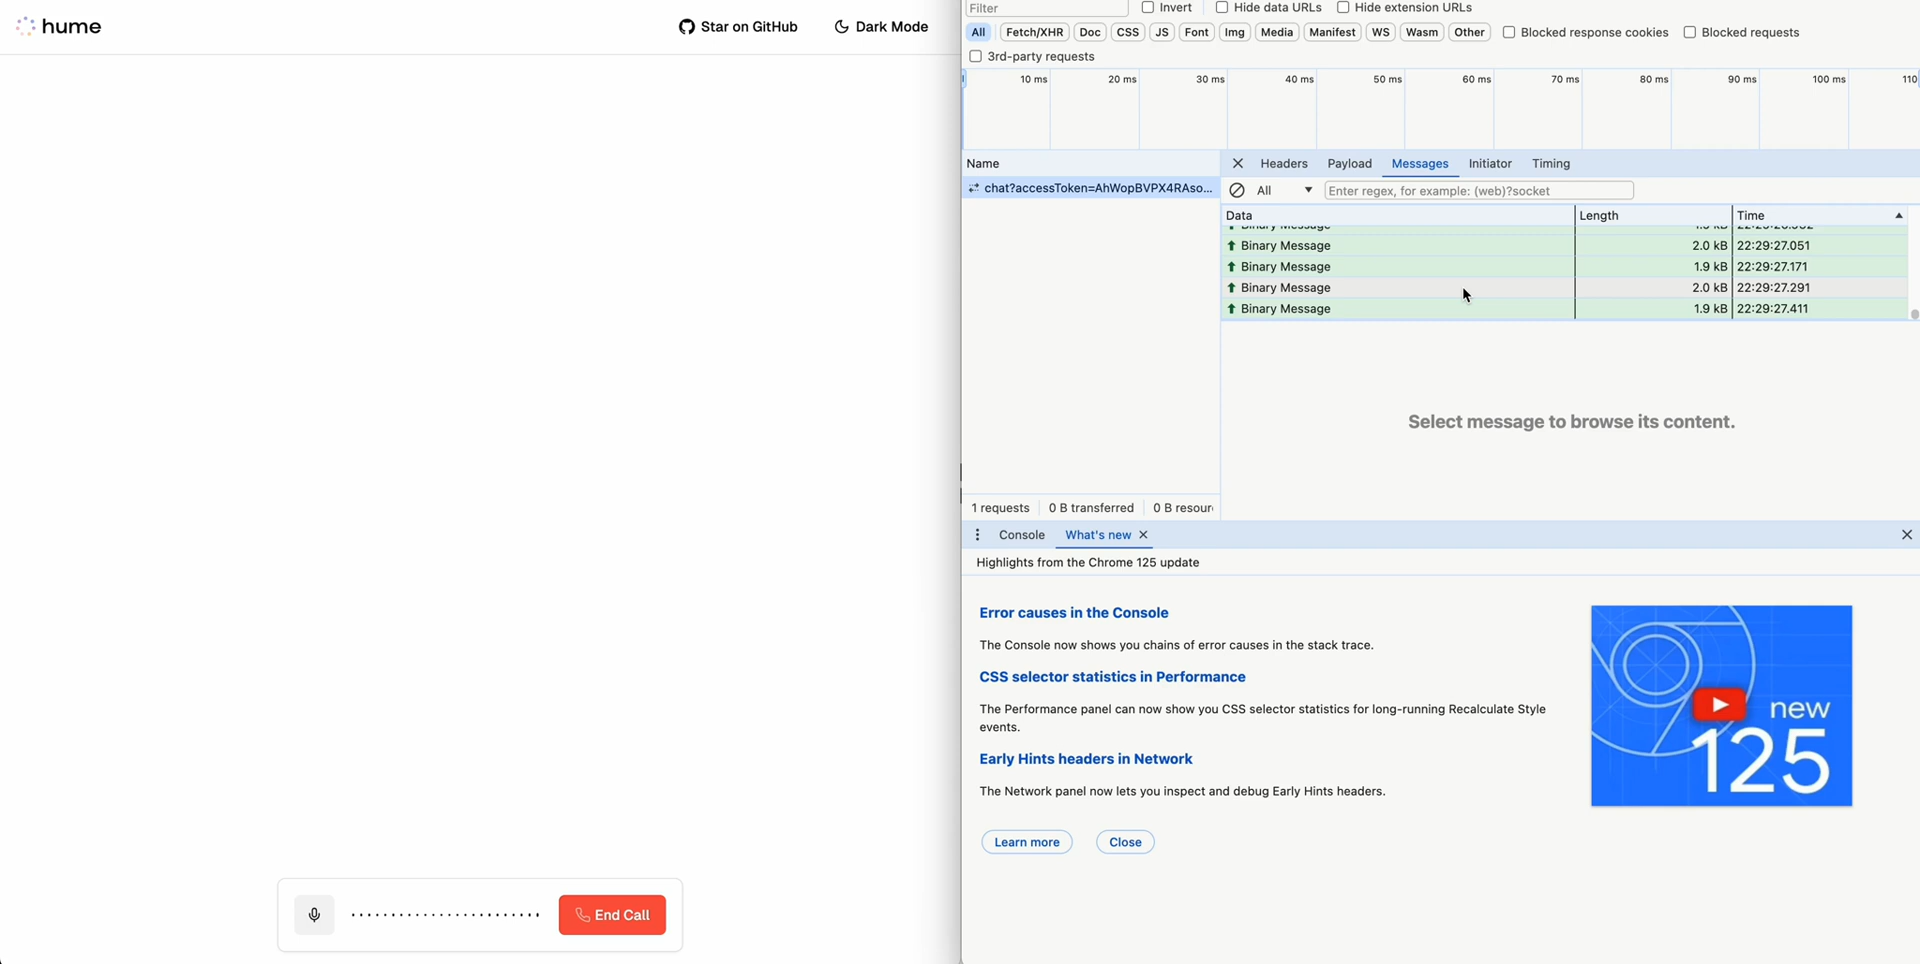 hume
Star on GitHub
Dark Mode
Filter
Invert
Hide data URLs
Hide extension URLs
All
Fetch/XHR
Doc
CSS
JS
Font
Img
Media
Manifest
WS
Wasm
Other
Blocked response cookies
Blocked requests
3rd-party requests
10 ms
20 ms
30 ms
40 ms
50 ms
60 ms
70 ms
80 ms
90 ms
100 ms
110
Name
Headers
Payload
Messages
Initiator
Timing
chat?accessToken=AhWopBVPX4RAso...
All
Enter regex, for example: (web)?socket
Data
Length
Time
Binary Message
2.0 kB
22:29:27.051
Binary Message
1.9 kB
22:29:27.171
Binary Message
2.0 kB
22:29:27.291
Binary Message
1.9 kB
22:29:27.411
Select message to browse its content.
1 requests
0 B transferred
0 B resour
Console
What's new
Highlights from the Chrome 125 update
Error causes in the Console
The Console now shows you chains of error causes in the stack trace.
CSS selector statistics in Performance
The Performance panel can now show you CSS selector statistics for long-running Recalculate Style
events.
Early Hints headers in Network
The Network panel now lets you inspect and debug Early Hints headers.
new
125
Learn more
Close
End Call